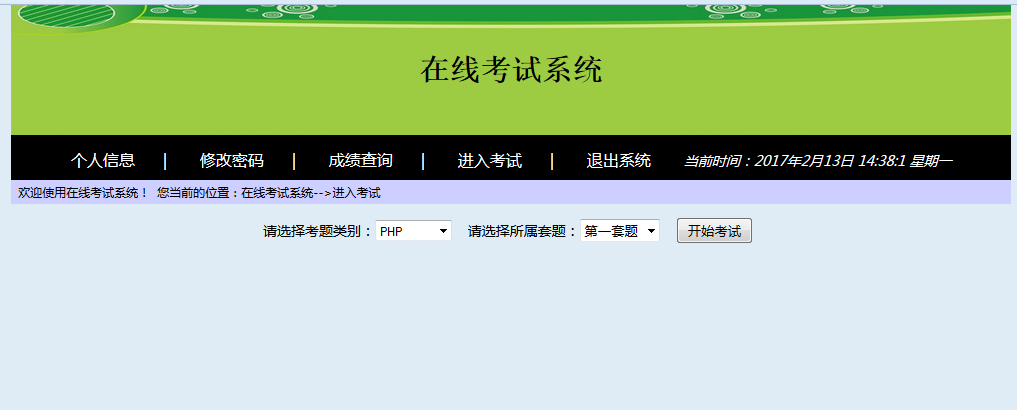 在线考试系统
个人信息 | 修改密码 | 成绩查询 | 进入考试 | 退出系统 当前时间：2017年2月13日 14:38:1 星期一
欢迎使用在线考试系统！ 您当前的位置：在线考试系统-->进入考试
请选择考题类别： PHP 请选择所属套题： 第一套题 开始考试